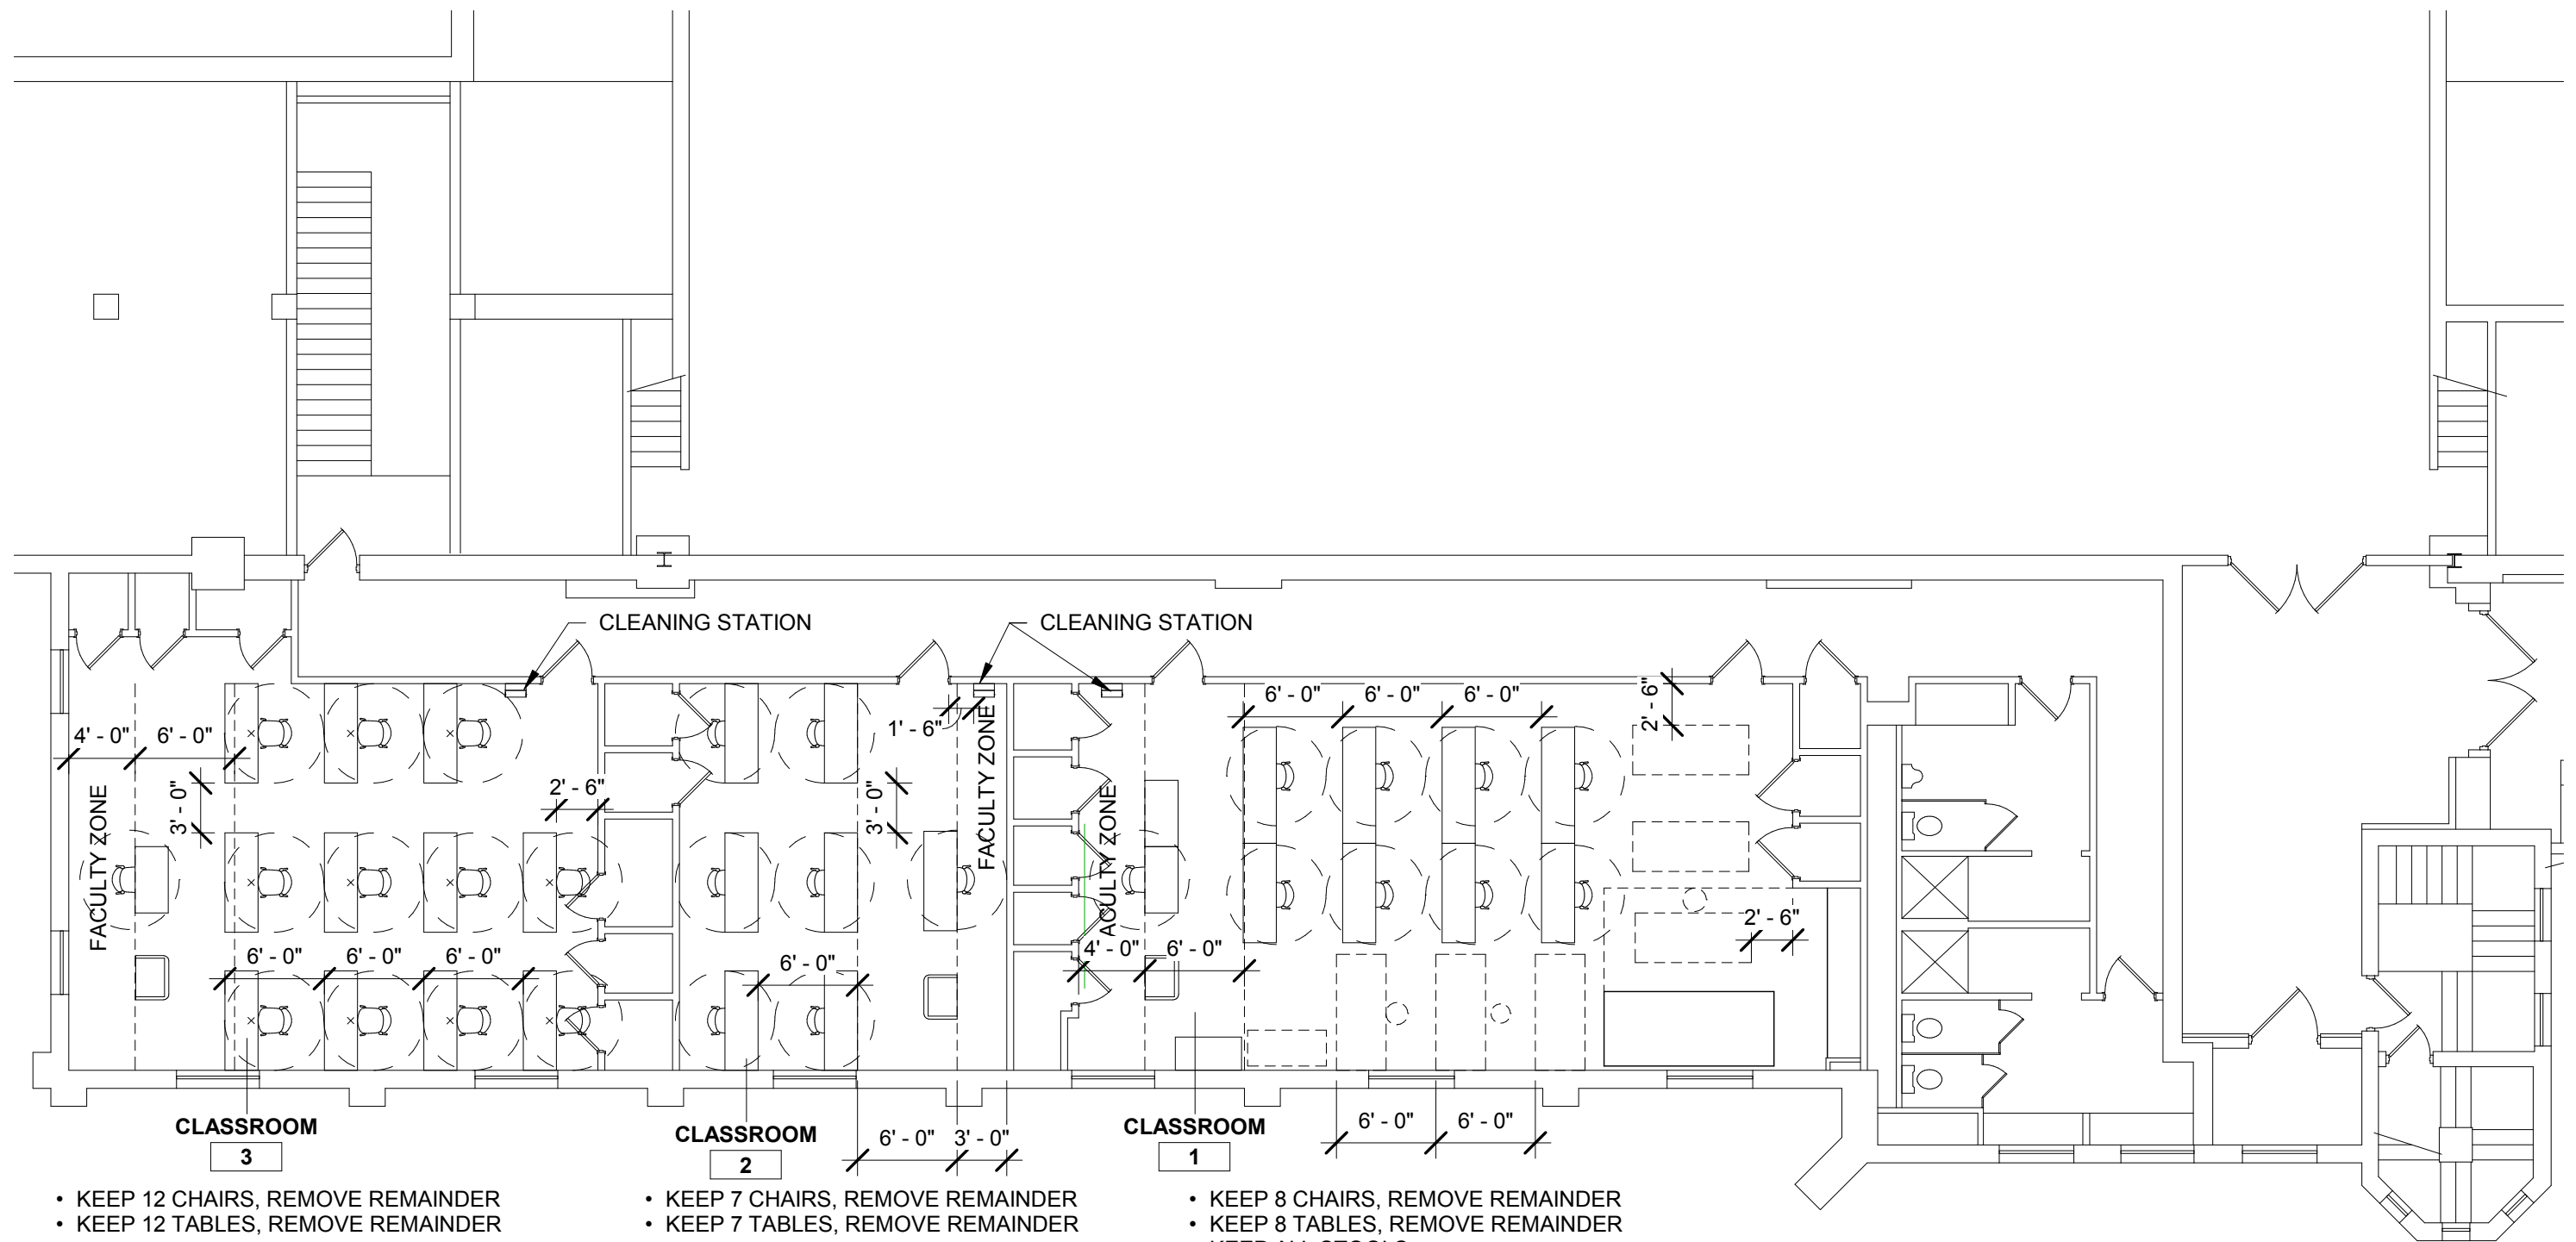 CLEANING STATION
CLEANING STATION
6' - 0"
6' - 0"
6' - 0"
2' - 6"
4' - 0"
6' - 0"
1' - 6"
FACULTY ZONE
3' - 0"
2' - 6"
3' - 0"
FACULTY ZONE
ACULTY ZONE
2' - 6"
6' - 0"
6' - 0"
6' - 0"
6' - 0"
4' - 0"
6' - 0"
CLASSROOM
3
CLASSROOM
2
6' - 0"
3' - 0"
CLASSROOM
1
6' - 0"
6' - 0"
• KEEP 12 CHAIRS, REMOVE REMAINDER
• KEEP 12 TABLES, REMOVE REMAINDER
• KEEP 7 CHAIRS, REMOVE REMAINDER
• KEEP 7 TABLES, REMOVE REMAINDER
• KEEP 8 CHAIRS, REMOVE REMAINDER
• KEEP 8 TABLES, REMOVE REMAINDER